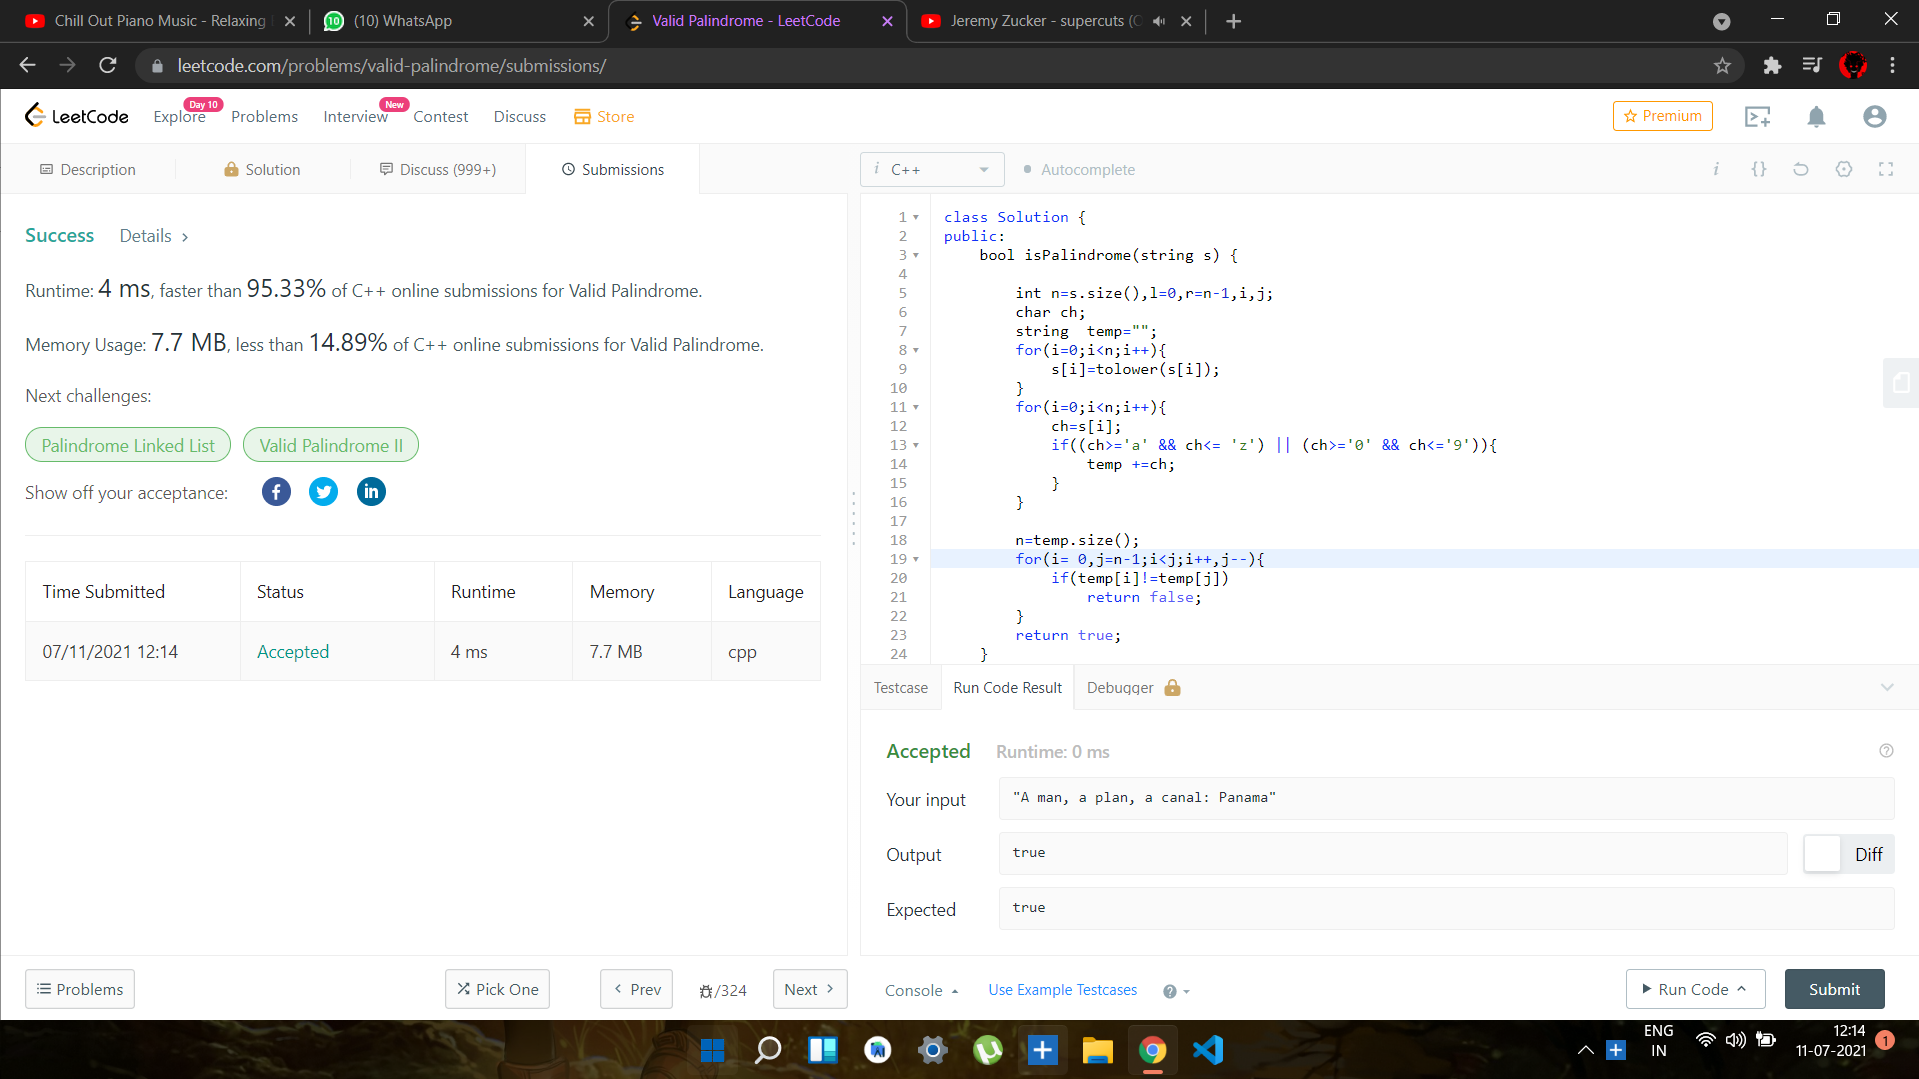 Chill Out Piano Music - Relaxing
(10) WhatsApp
Valid Palindrome - LeetCode
Jeremy Zucker - supercuts (
leetcode.com/problems/valid-palindrome/submissions/
LeetCode
Explore
Day 10
Problems
Interview
New
Contest
Discuss
Store
Premium
Description
Solution
Discuss (999+)
Submissions
i C++
Autocomplete
Success
Details >
Runtime: 4 ms, faster than 95.33% of C++ online submissions for Valid Palindrome.
Memory Usage: 7.7 MB, less than 14.89% of C++ online submissions for Valid Palindrome.
Next challenges:
Palindrome Linked List
Valid Palindrome II
Show off your acceptance:
Time Submitted Status Runtime Memory Language
07/11/2021 12:14 Accepted 4 ms 7.7 MB cpp
1 class Solution {
2 public:
3     bool isPalindrome(string s) {
4
5         int n=s.size(),l=0,r=n-1,i,j;
6         char ch;
7         string  temp="";
8         for(i=0;i<n;i++){
9             s[i]=tolower(s[i]);
10         }
11         for(i=0;i<n;i++){
12             ch=s[i];
13             if((ch>='a' && ch<= 'z') || (ch>='0' && ch<='9')){
14                 temp +=ch;
15             }
16         }
17
18         n=temp.size();
19         for(i= 0,j=n-1;i<j;i++,j--){
20             if(temp[i]!=temp[j])
21                 return false;
22         }
23         return true;
24     }
Testcase
Run Code Result
Debugger
Accepted
Runtime: 0 ms
Your input
"A man, a plan, a canal: Panama"
Output
true
Diff
Expected
true
Problems
Pick One
Prev
/324
Next
Console
Use Example Testcases
Run Code
Submit
ENG
IN
12:14
11-07-2021
1